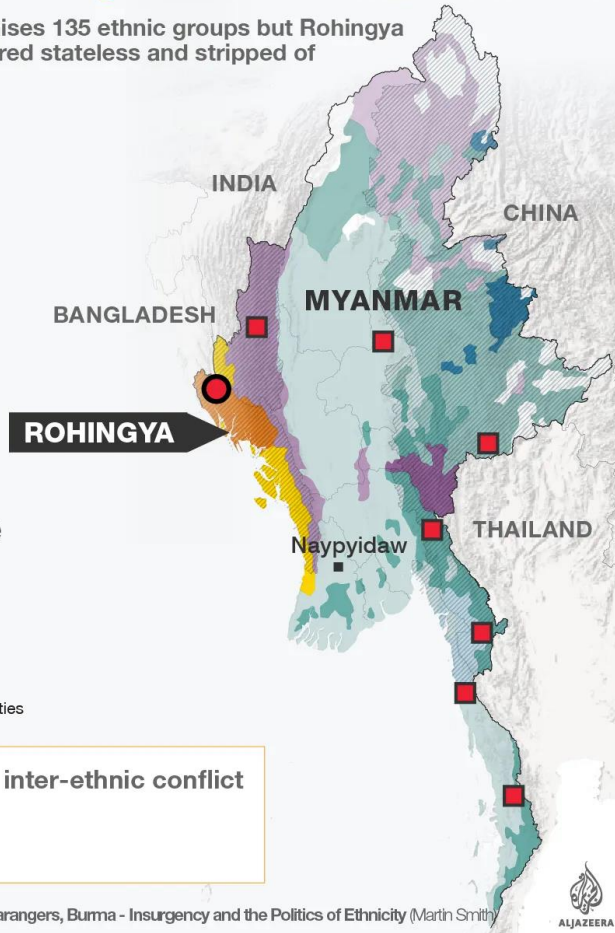 ises 135 ethnic groups but Rohingya
red stateless and stripped of
INDIA
CHINA
BANGLADESH
MYANMAR
ROHINGYA
THAILAND
Naypyidaw
ties
inter-ethnic conflict
arangers, Burma - Insurgency and the Politics of Ethnicity (Martin Smith)
ALJAZEERA